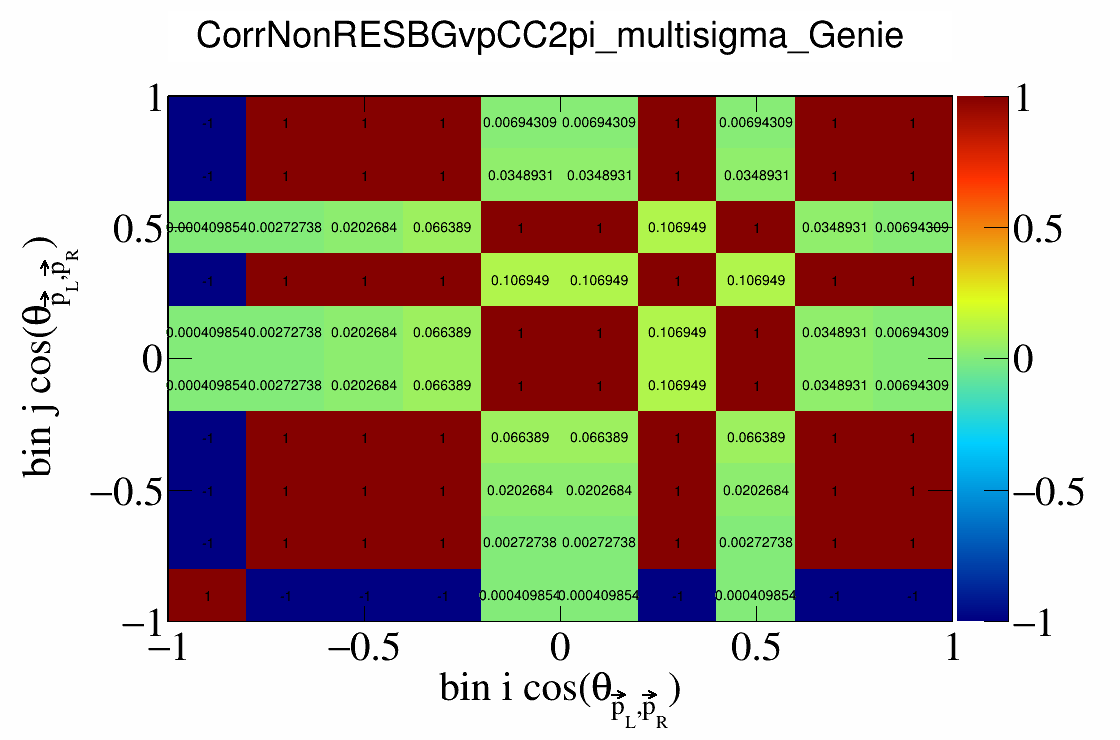 CorrNonRESBGvpCC2pi_multisigma_Genie
1 -1 1 1 1 0.00694309 0.00694309 1 0.00694309 1 1 1
-1 1 1 1 0.0348931 0.0348931 1 0.0348931 1 1
0.5 0.000409854 0.00272738 0.0202684 0.066389 1 1 0.106949 1 0.0348931 0.00694309 0.5
-1 1 1 1 0.106949 0.106949 1 0.106949 1 1
0.000409854 0.00272738 0.0202684 0.066389 1 1 0.106949 1 0.0348931 0.00694309
0 0
0.000409854 0.00272738 0.0202684 0.066389 1 1 0.106949 1 0.0348931 0.00694309
-1 1 1 1 0.066389 0.066389 1 0.066389 1 1
−0.5 -1 1 1 1 0.0202684 0.0202684 1 0.0202684 1 1 −0.5
-1 1 1 1 0.00272738 0.00272738 1 0.00272738 1 1
1 -1 -1 -1 0.000409854 0.000409854 -1 0.000409854 -1 -1
−1 −1
−1 −0.5 0 0.5 1
bin i cos(θ p⃗L,p⃗R)
bin j cos(θ p⃗L,p⃗R)